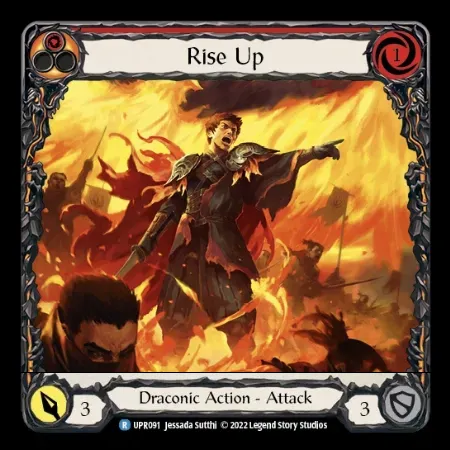 Rise Up
1
3
Draconic Action - Attack
3
R UPR091 Jessada Sutthi © 2022 Legend Story Studios